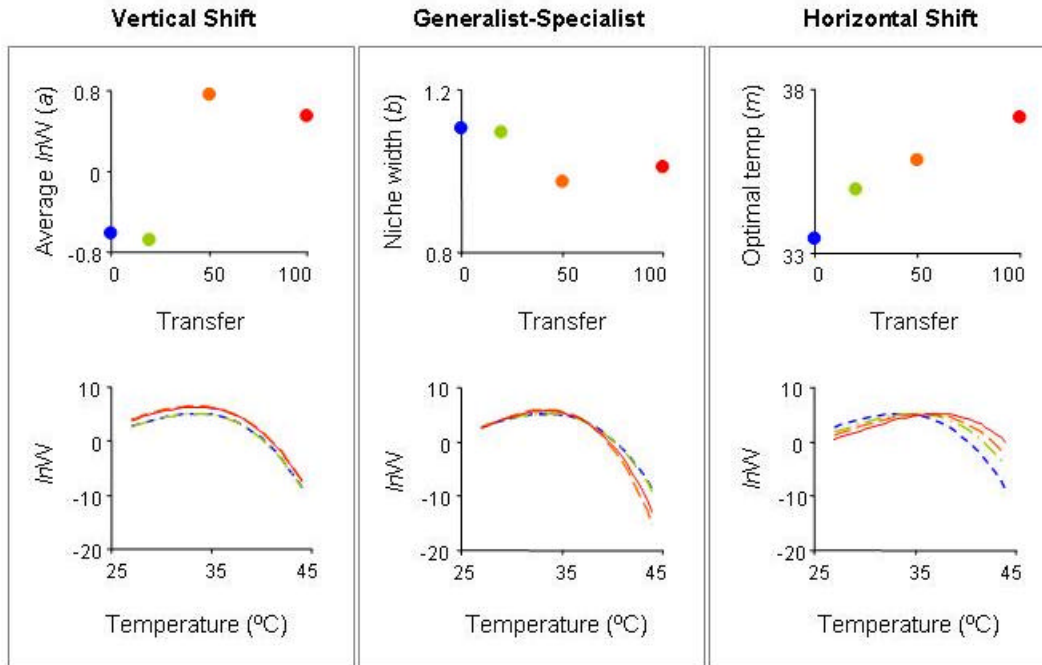 Vertical Shift
Generalist-Specialist
Horizontal Shift
Average lnW (a)
0.8
0
-0.8
0
50
100
Transfer
Niche width (b)
1.2
0.8
0
50
100
Transfer
Optimal temp (m)
38
33
0
50
100
Transfer
lnW
10
0
-10
-20
25
35
45
Temperature (ºC)
lnW
10
0
-10
-20
25
35
45
Temperature (ºC)
lnW
10
0
-10
-20
25
35
45
Temperature (ºC)